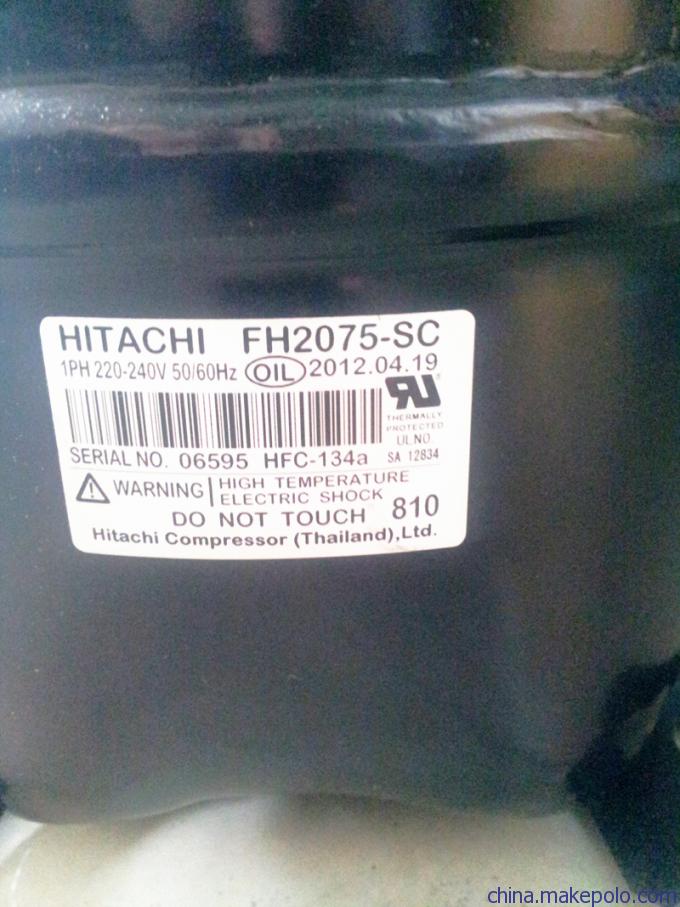 HITACHI FH2075-SC
1PH 220-240V 50/60Hz OIL 2012.04.19
RU
THERMALLY
PROTECTED
UL.NO.
SERIAL NO. 06595 HFC-134a SA 12834
WARNING HIGH TEMPERATURE
ELECTRIC SHOCK
DO NOT TOUCH 810
Hitachi Compressor (Thailand),Ltd.
china.makepolo.com